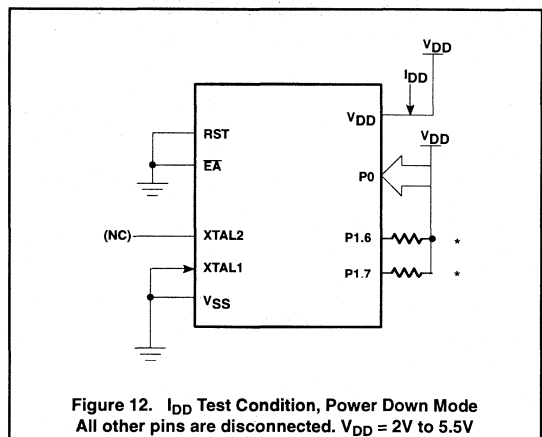 VDD
IDD
VDD
VDD
RST
EA
P0
(NC)
XTAL2
P1.6
*
XTAL1
P1.7
*
VSS
Figure 12. IDD Test Condition, Power Down Mode
All other pins are disconnected. VDD = 2V to 5.5V